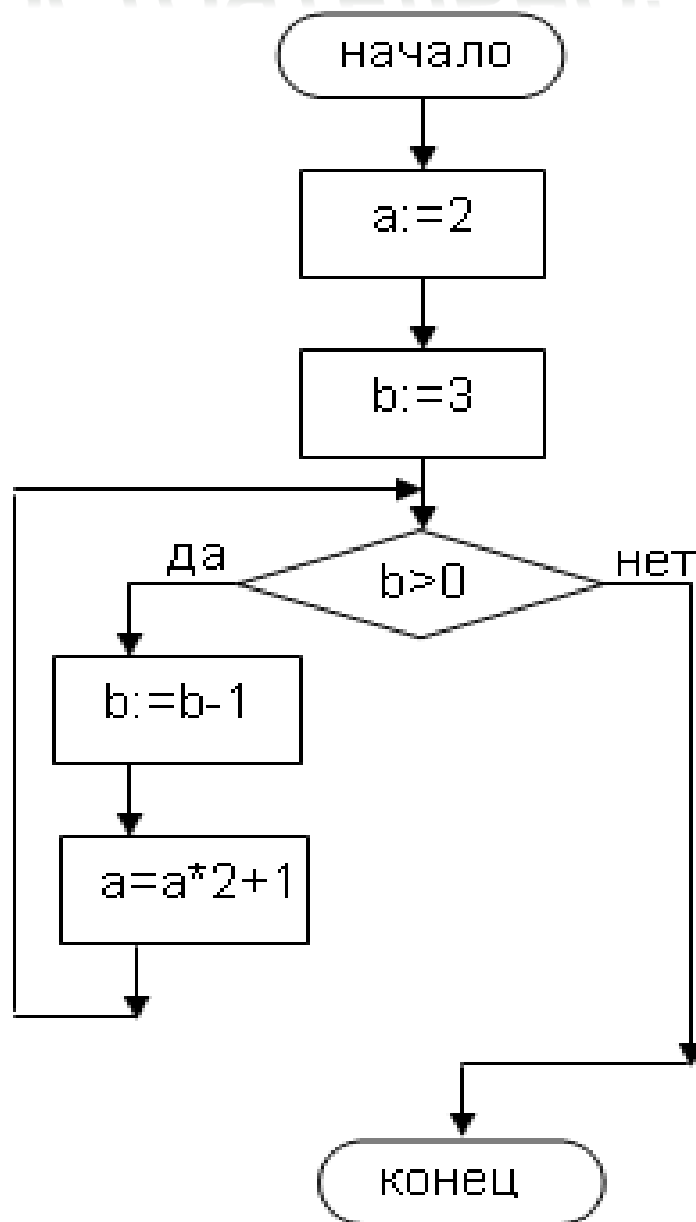 начало
a:=2
b:=3
да
b>0
нет
b:=b-1
a=a*2+1
конец